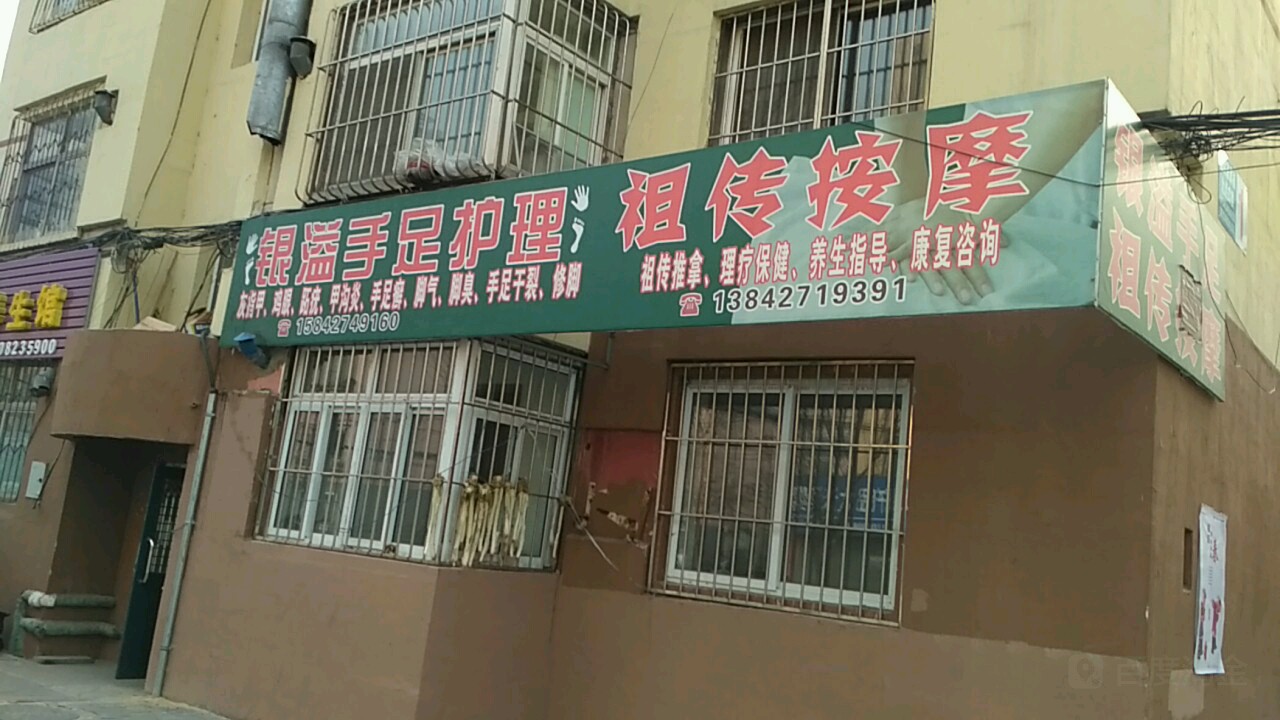 银溢手足护理
灰指甲、鸡眼、跖疣、甲沟炎、手足癣、脚气、脚臭、手足干裂、修脚
15842749160
祖传按摩
祖传推拿、理疗保健、养生指导、康复咨询
13842719391
银溢手足
祖传按摩
养生馆
08235900